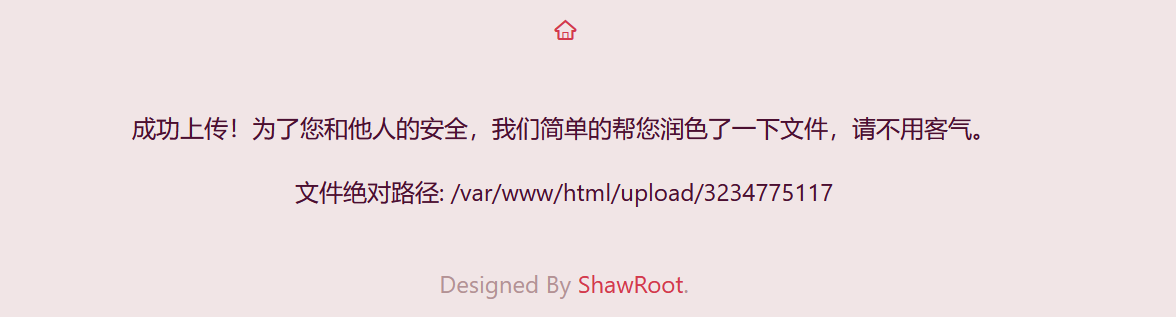 成功上传！为了您和他人的安全，我们简单的帮您润色了一下文件，请不用客气。
文件绝对路径: /var/www/html/upload/3234775117
Designed By ShawRoot.